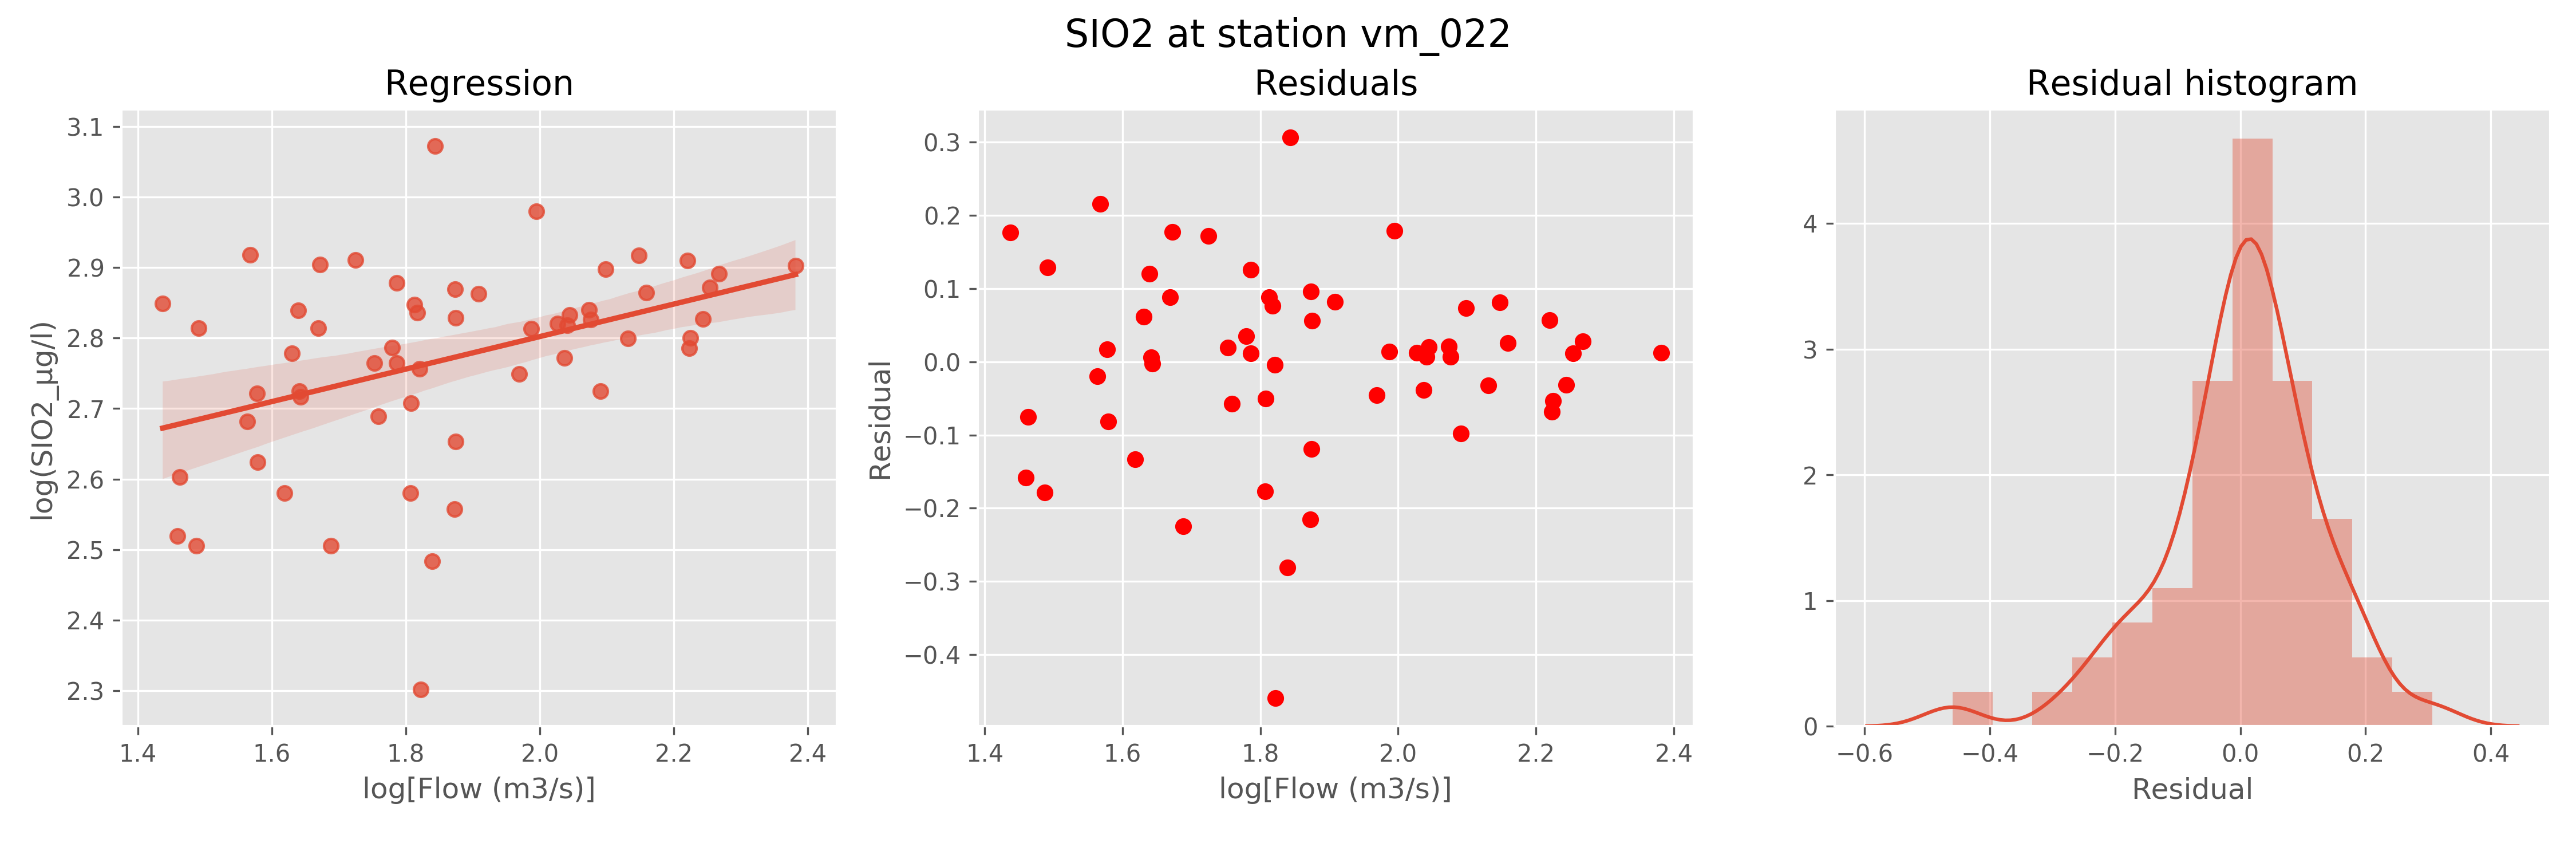 SIO2 at station vm_022
Regression
3.1
3.0
2.9
2.8
2.7
2.6
2.5
2.4
2.3
log(SIO2_µg/l)
1.4 1.6 1.8 2.0 2.2 2.4
log[Flow (m3/s)]
Residuals
0.3
0.2
0.1
0.0
−0.1
−0.2
−0.3
−0.4
Residual
1.4 1.6 1.8 2.0 2.2 2.4
log[Flow (m3/s)]
Residual histogram
4
3
2
1
0
−0.6 −0.4 −0.2 0.0 0.2 0.4
Residual